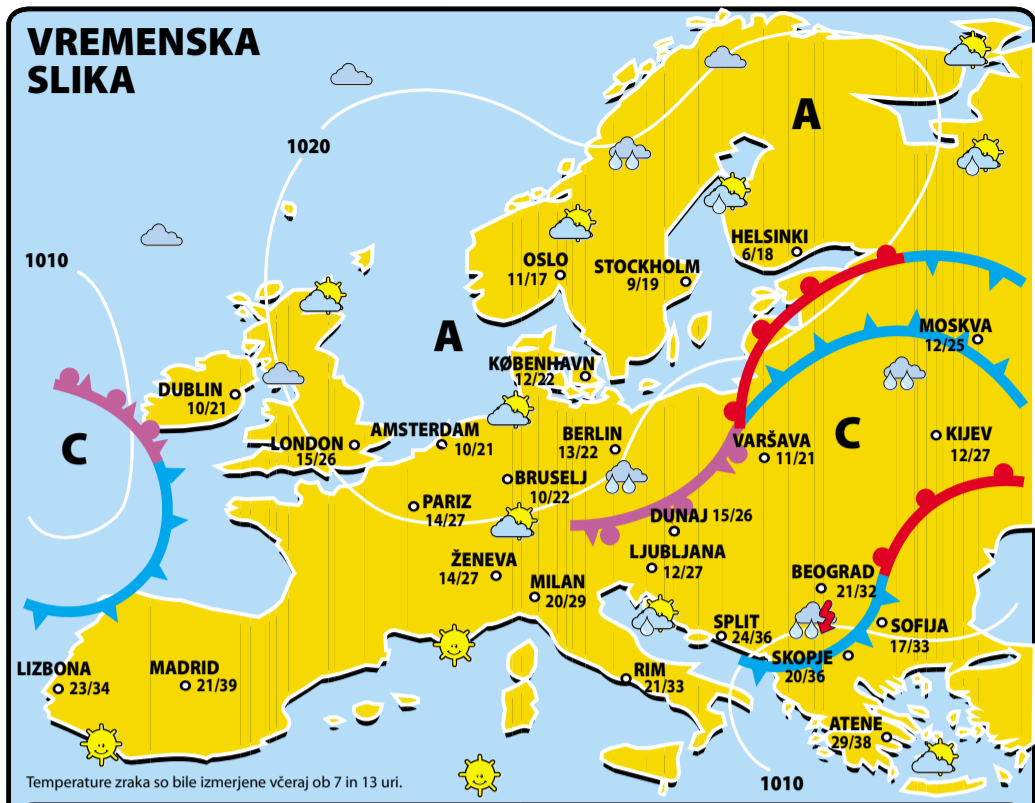 VREMENSKA
SLIKA
A
1020
1010
HELSINKI
6/18
OSLO
11/17
STOCKHOLM
9/19
A
MOSKVA
12/25
KØBENHAVN
12/22
DUBLIN
10/21
C
LONDON
15/26
AMSTERDAM
10/21
BERLIN
13/22
VARŠAVA
11/21
C
KIJEV
12/27
BRUSELJ
10/22
PARIZ
14/27
DUNAJ 15/26
LJUBLJANA
12/27
ŽENEVA
14/27
MILAN
20/29
BEOGRAD
21/32
SPLIT
24/36
SOFIJA
17/33
SKOPJE
20/36
LIZBONA
23/34
MADRID
21/39
RIM
21/33
ATENE
29/38
Temperature zraka so bile izmerjene včeraj ob 7 in 13 uri.
1010